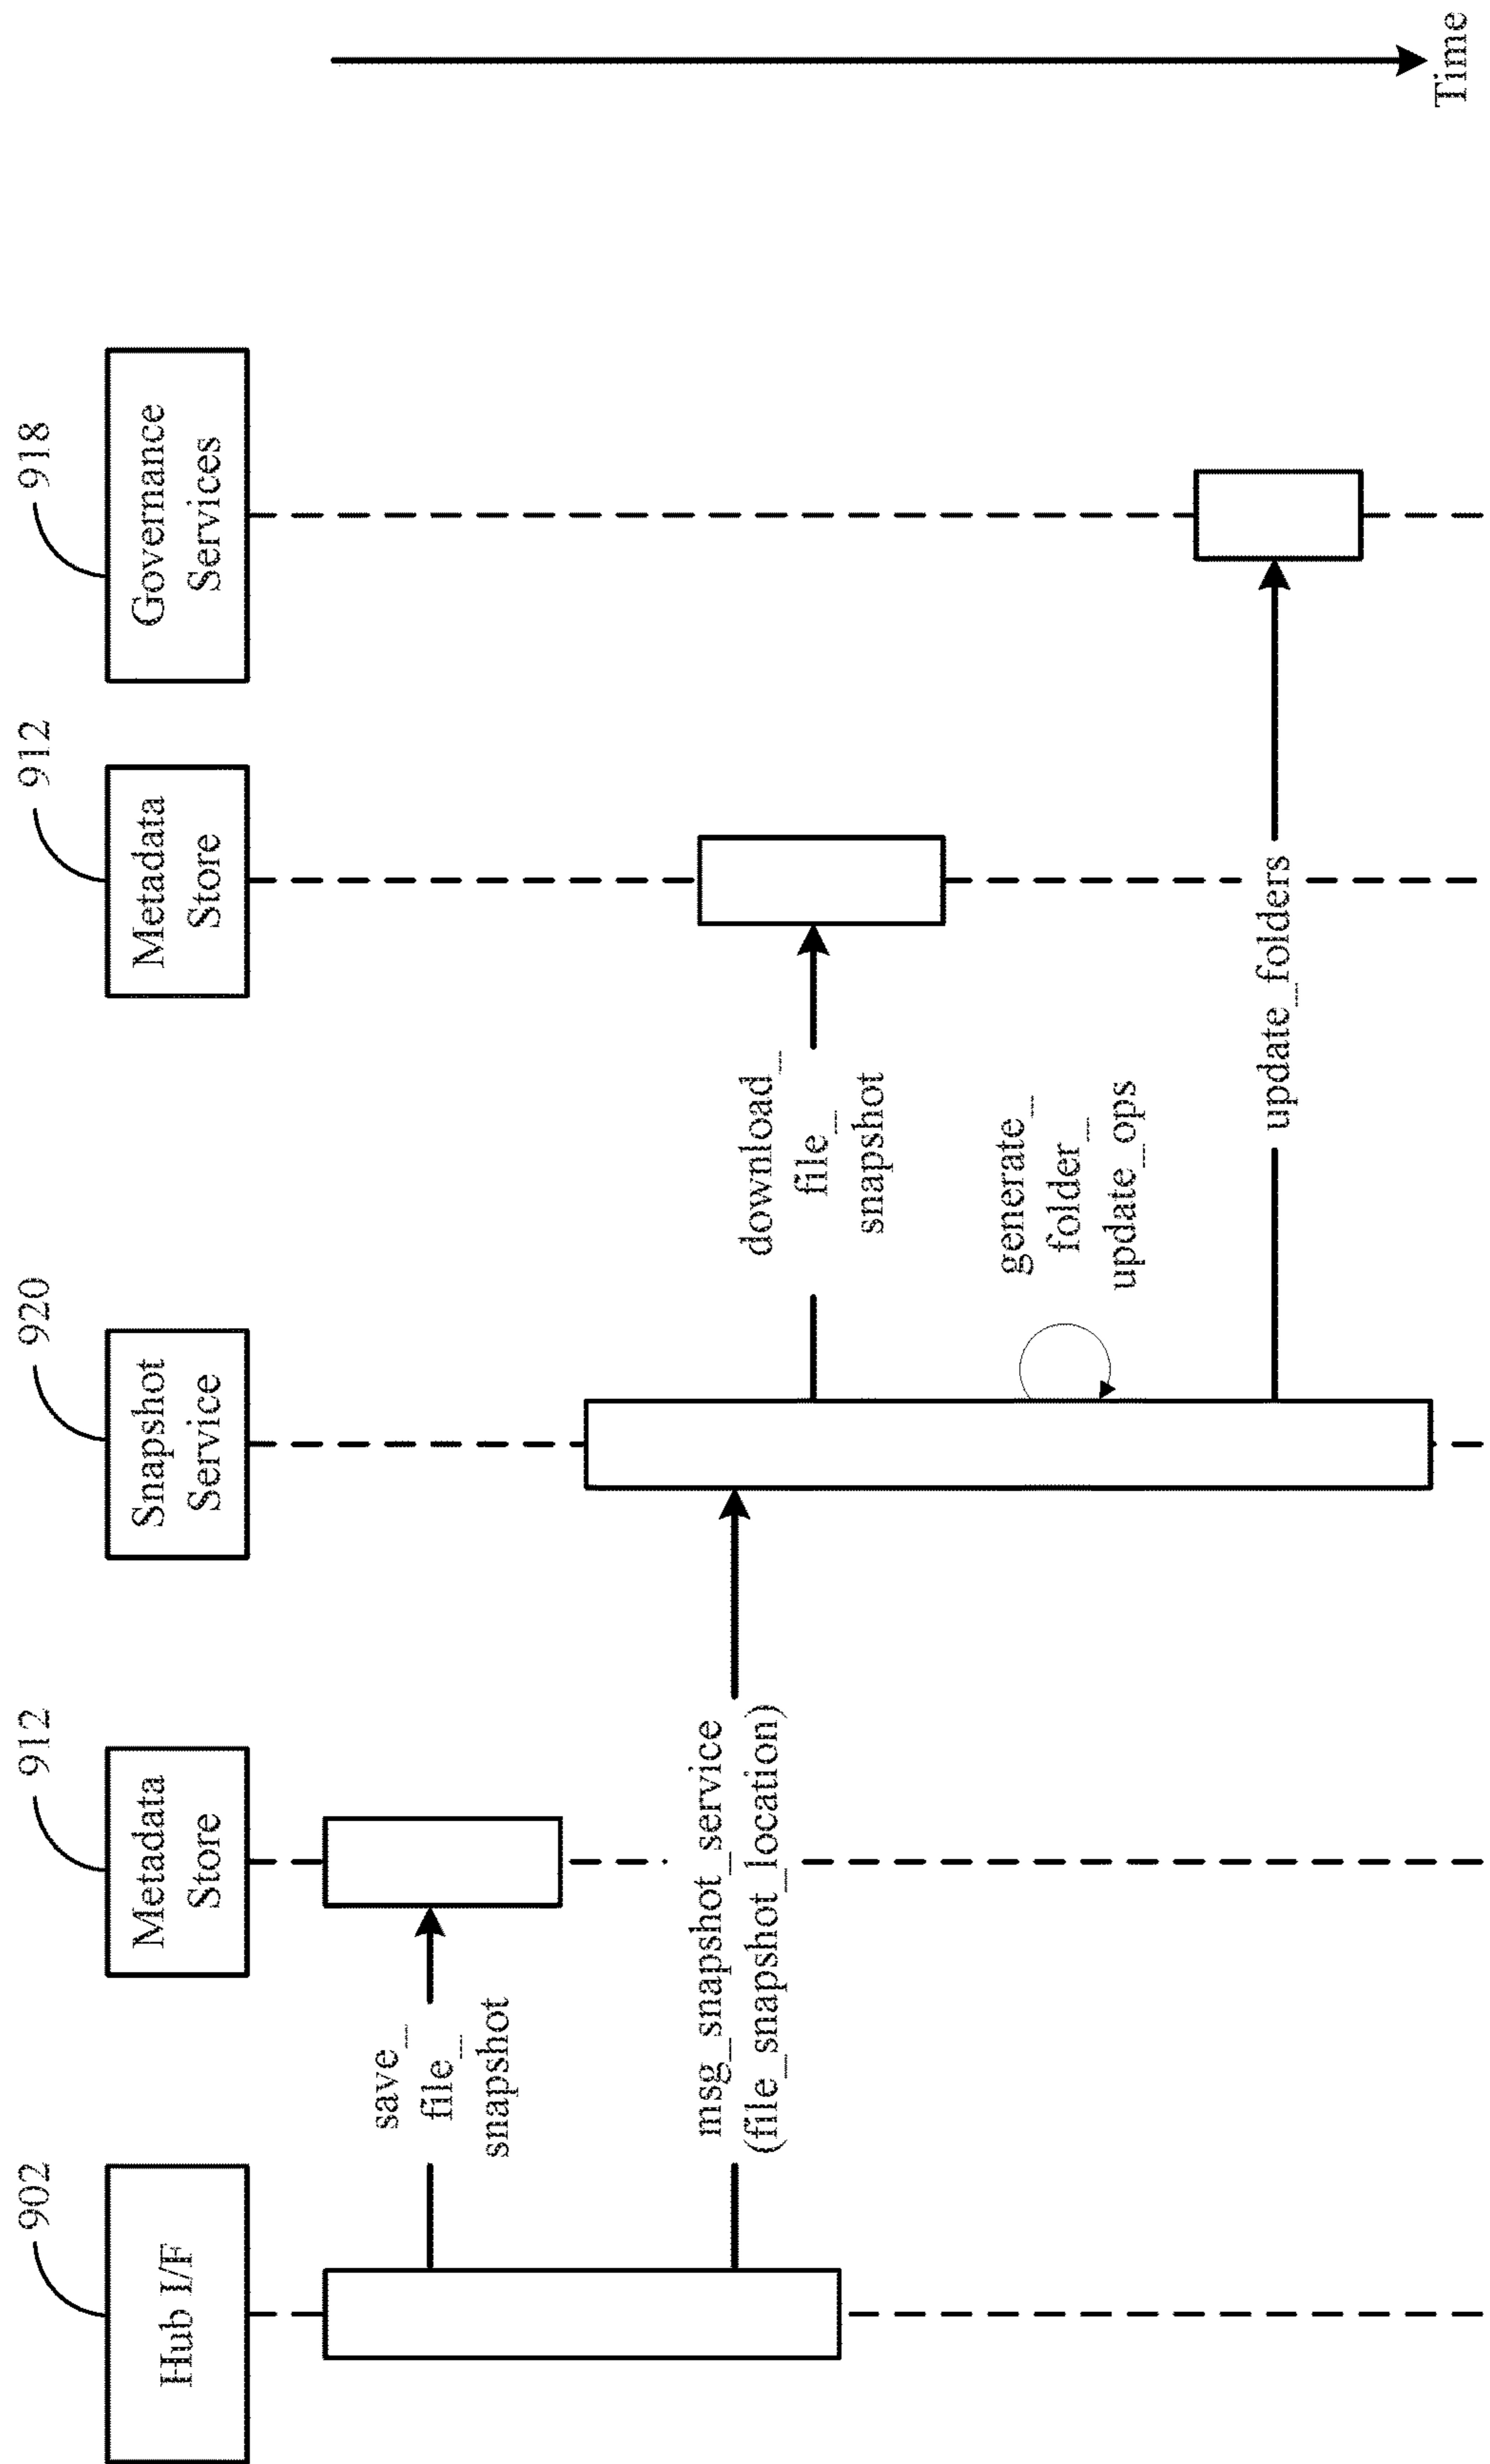 902
912
920
912
918
Hub I/F
Metadata
Store
Snapshot
Service
Metadata
Store
Governance
Services
save_
file_
snapshot
msg_snapshot_service
(file_snapshot_location)
download_
file_
snapshot
generate_
folder_
update_ops
update_folders
Time